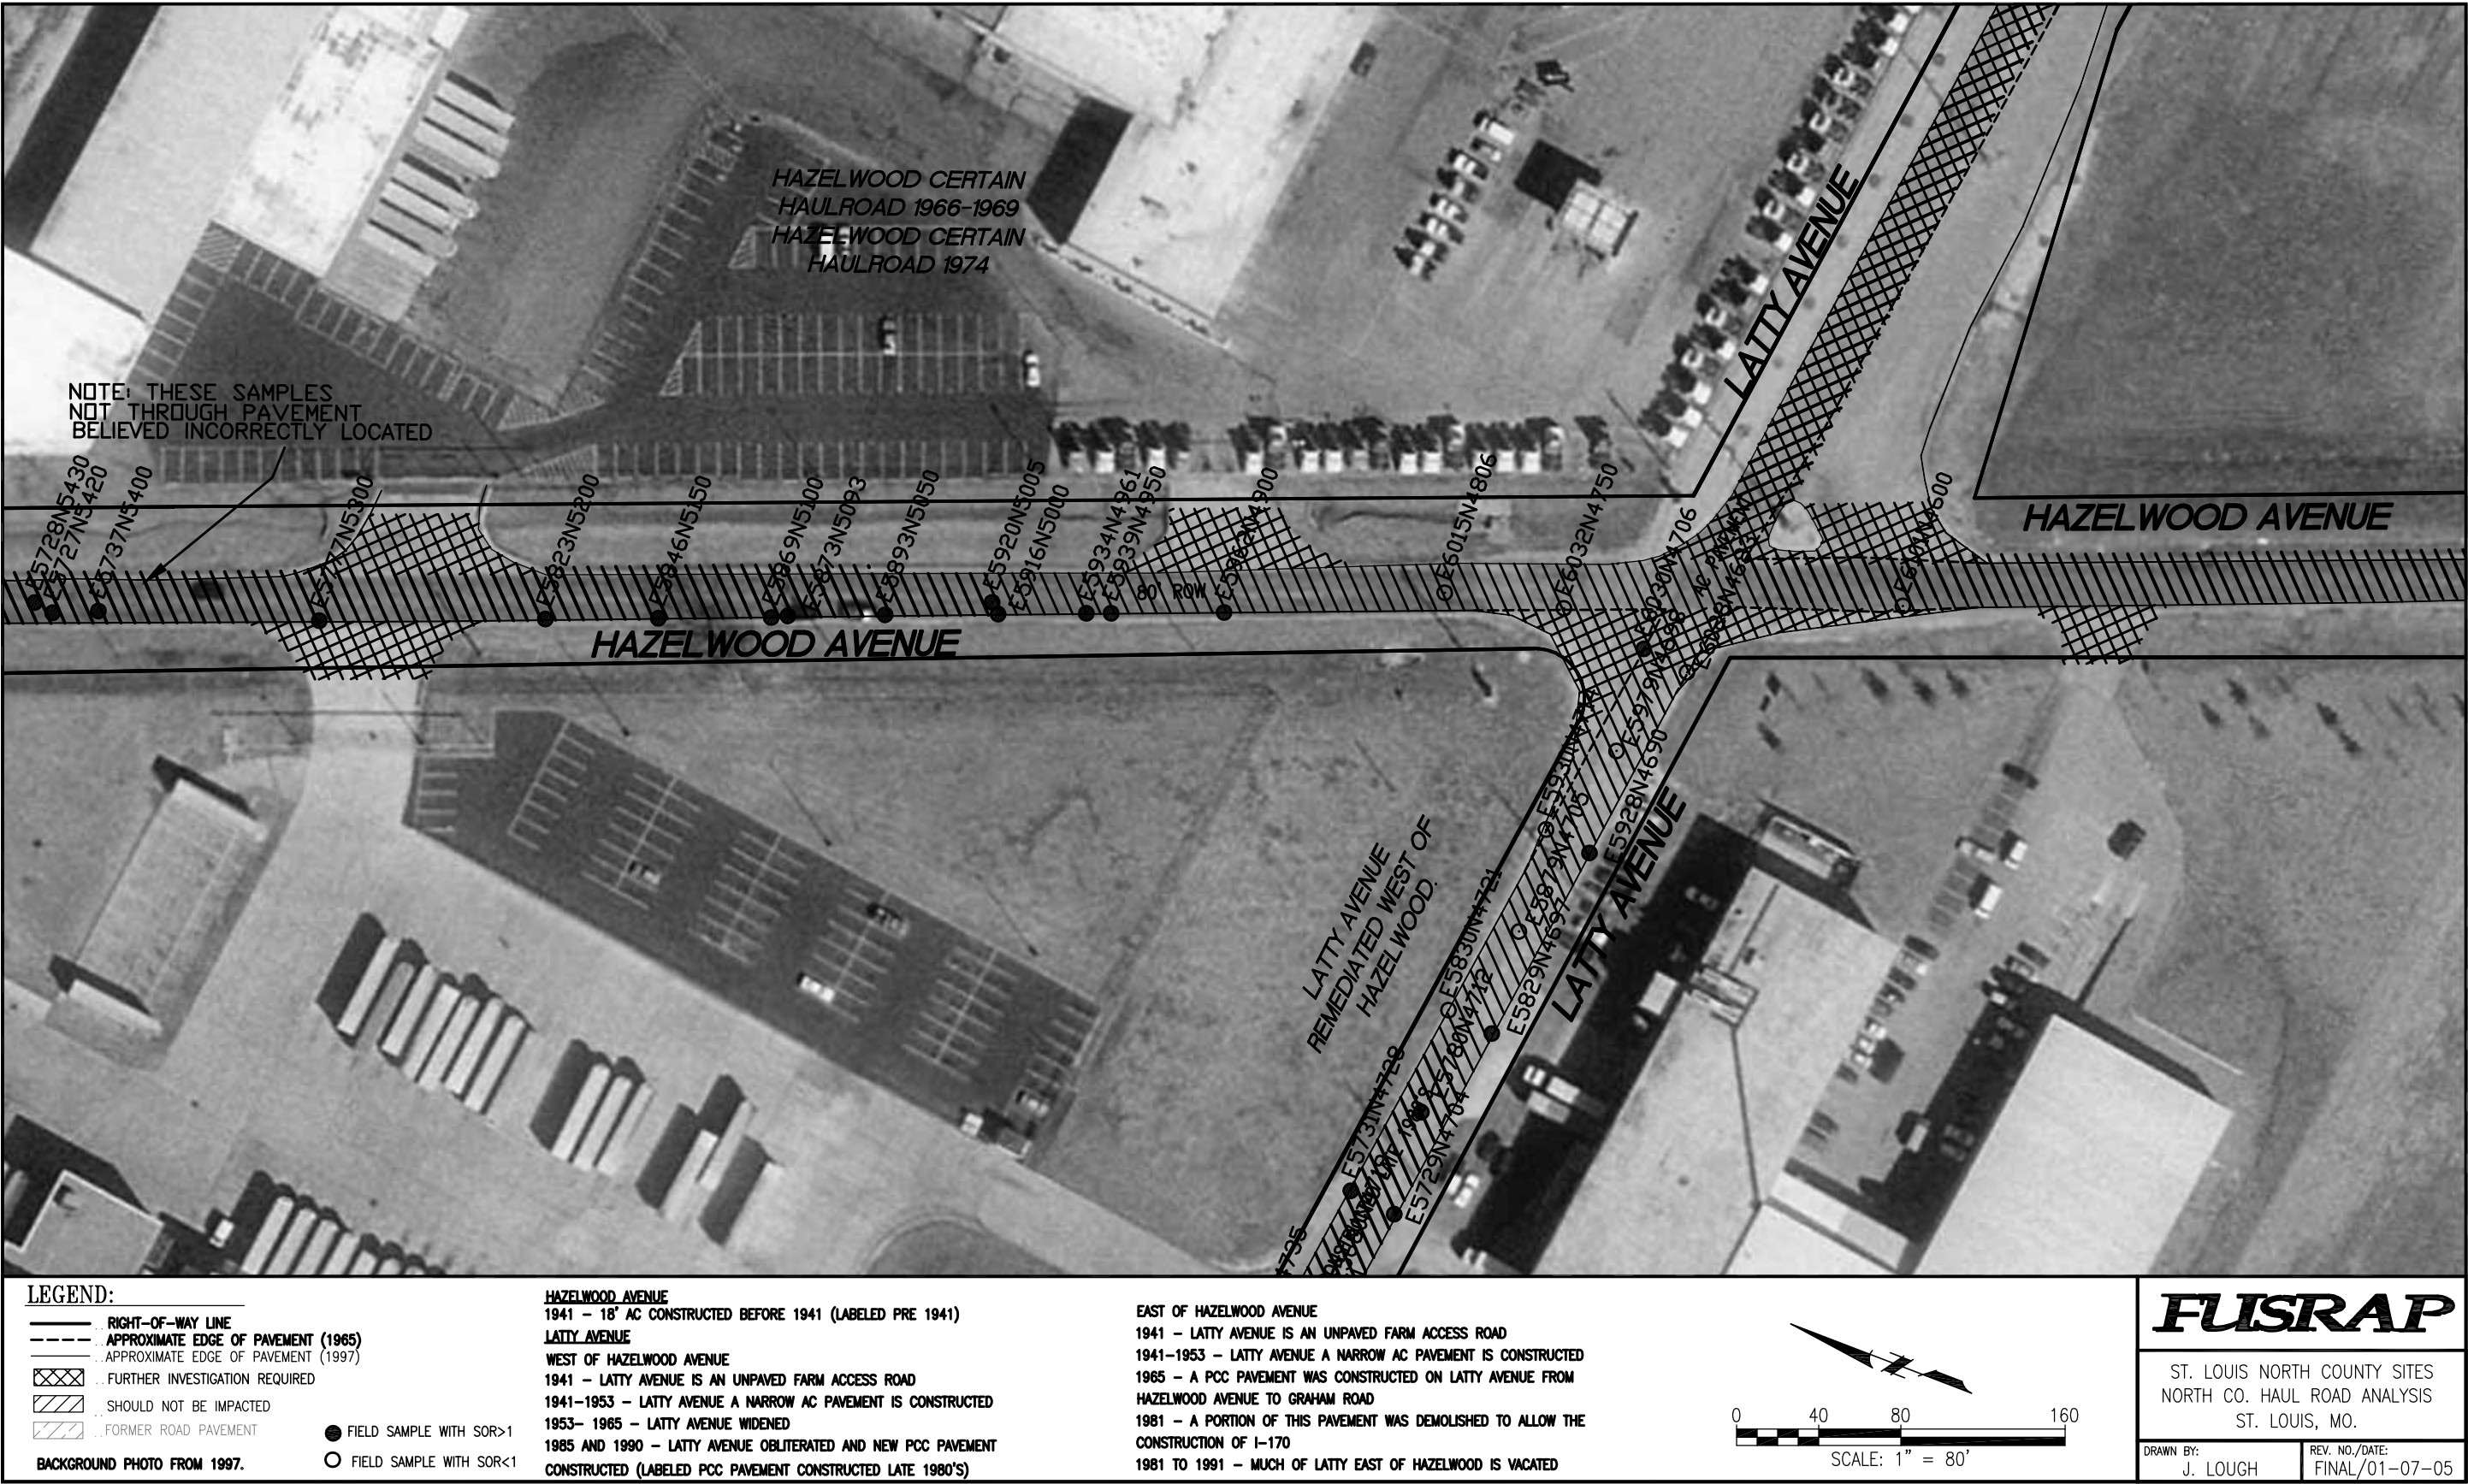 HAZELWOOD CERTAIN
HAULROAD 1966-1969
HAZELWOOD CERTAIN
HAULROAD 1974
LATTY AVENUE
NOTE: THESE SAMPLES
NOT THROUGH PAVEMENT
BELIEVED INCORRECTLY LOCATED
E5728N5430
E5727N5420
E5737N5400
E5777N5300
E5823N5200
E5846N5150
E5869N5100
E5873N5093
E5893N5050
E5920N5005
E5916N5000
E5934N4961
E5939N4950
E5962N4900
E6015N4806
E6032N4750
E6030N4706
AC PAVEMENT
E6101N4600
HAZELWOOD AVENUE
80' ROW
HAZELWOOD AVENUE
E5979N4698
E5928N4690
E5879N4705
LATTY AVENUE
REMEDIATED WEST OF
HAZELWOOD.
LATTY AVENUE
E5830N4721
E5829N4697
E5780N4712
E5731N4728
E5729N4704
LEGEND:
RIGHT-OF-WAY LINE
APPROXIMATE EDGE OF PAVEMENT (1965)
APPROXIMATE EDGE OF PAVEMENT (1997)
FURTHER INVESTIGATION REQUIRED
SHOULD NOT BE IMPACTED
FORMER ROAD PAVEMENT
FIELD SAMPLE WITH SOR>1
FIELD SAMPLE WITH SOR<1
BACKGROUND PHOTO FROM 1997.
HAZELWOOD AVENUE
1941 - 18' AC CONSTRUCTED BEFORE 1941 (LABELED PRE 1941)
LATTY AVENUE
WEST OF HAZELWOOD AVENUE
1941 - LATTY AVENUE IS AN UNPAVED FARM ACCESS ROAD
1941-1953 - LATTY AVENUE A NARROW AC PAVEMENT IS CONSTRUCTED
1953- 1965 - LATTY AVENUE WIDENED
1985 AND 1990 - LATTY AVENUE OBLITERATED AND NEW PCC PAVEMENT
CONSTRUCTED (LABELED PCC PAVEMENT CONSTRUCTED LATE 1980'S)
EAST OF HAZELWOOD AVENUE
1941 - LATTY AVENUE IS AN UNPAVED FARM ACCESS ROAD
1941-1953 - LATTY AVENUE A NARROW AC PAVEMENT IS CONSTRUCTED
1965 - A PCC PAVEMENT WAS CONSTRUCTED ON LATTY AVENUE FROM
HAZELWOOD AVENUE TO GRAHAM ROAD
1981 - A PORTION OF THIS PAVEMENT WAS DEMOLISHED TO ALLOW THE
CONSTRUCTION OF I-170
1981 TO 1991 - MUCH OF LATTY EAST OF HAZELWOOD IS VACATED
0 40 80 160
SCALE: 1" = 80'
FUSRAP
ST. LOUIS NORTH COUNTY SITES
NORTH CO. HAUL ROAD ANALYSIS
ST. LOUIS, MO.
DRAWN BY:
J. LOUGH
REV. NO./DATE:
FINAL/01-07-05